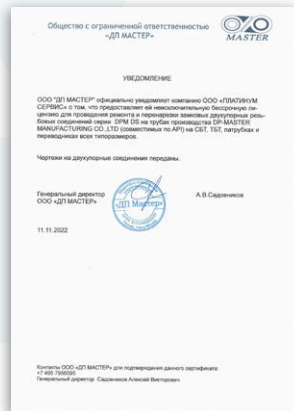 Общество с ограниченной ответственностью
«ДП МАСТЕР»
MASTER
УВЕДОМЛЕНИЕ
ООО "ДП МАСТЕР" официально уведомляет компанию ООО «ПЛАТИНУМ
СЕРВИС» о том, что предоставляет ей неисключительную бессрочную ли-
цензию для проведения ремонта и перенарезки замковых двухупорных резь-
бовых соединений серии DPM DS на трубах производства DP-MASTER
MANUFACTURING CO.,LTD (совместимых по API) на СБТ, ТБТ, патрубках и
переводниках всех типоразмеров.
Чертежи на двухупорные соединения переданы.
Генеральный директор
ООО «ДП МАСТЕР»
А.В.Садовников
«ДП Мастер»
11.11.2022
Контакты ООО «ДП МАСТЕР» для подтверждения данного сертификата:
+7 495 7988095
Генеральный директор Садовников Алексей Викторович